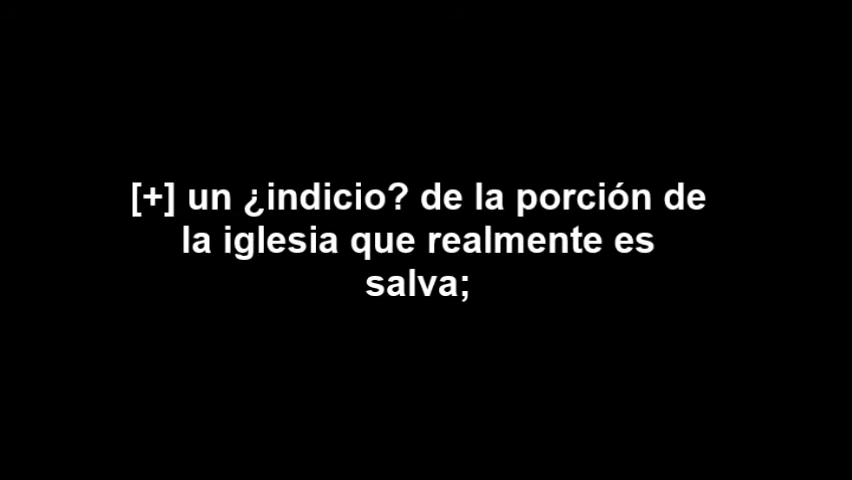 [+] un ¿indicio? de la porción de
la iglesia que realmente es
salva;